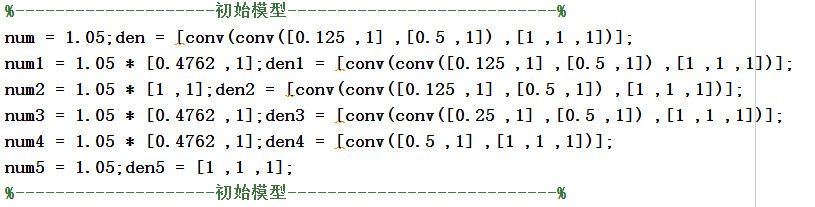 %--------------------初始模型---------------------------%
num = 1.05;den = [conv(conv([0.125 ,1] ,[0.5 ,1]) ,[1 ,1 ,1])];
num1 = 1.05 * [0.4762 ,1];den1 = [conv(conv([0.125 ,1] ,[0.5 ,1]) ,[1 ,1 ,1])];
num2 = 1.05 * [1 ,1];den2 = [conv(conv([0.125 ,1] ,[0.5 ,1]) ,[1 ,1 ,1])];
num3 = 1.05 * [0.4762 ,1];den3 = [conv(conv([0.25 ,1] ,[0.5 ,1]) ,[1 ,1 ,1])];
num4 = 1.05 * [0.4762 ,1];den4 = [conv([0.5 ,1] ,[1 ,1 ,1])];
num5 = 1.05;den5 = [1 ,1 ,1];
%--------------------初始模型---------------------------%